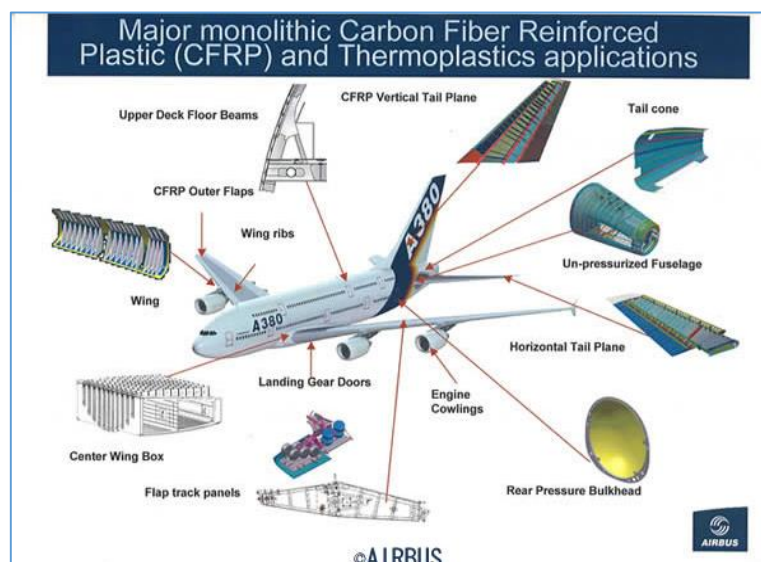 Major monolithic Carbon Fiber Reinforced
Plastic (CFRP) and Thermoplastics applications
CFRP Vertical Tail Plane
Tail cone
Upper Deck Floor Beams
CFRP Outer Flaps
Wing ribs
Un-pressurized Fuselage
Wing
A380
A380
Horizontal Tail Plane
Landing Gear Doors
Engine
Cowlings
Center Wing Box
Flap track panels
Rear Pressure Bulkhead
AIRBUS
©AIRBUS